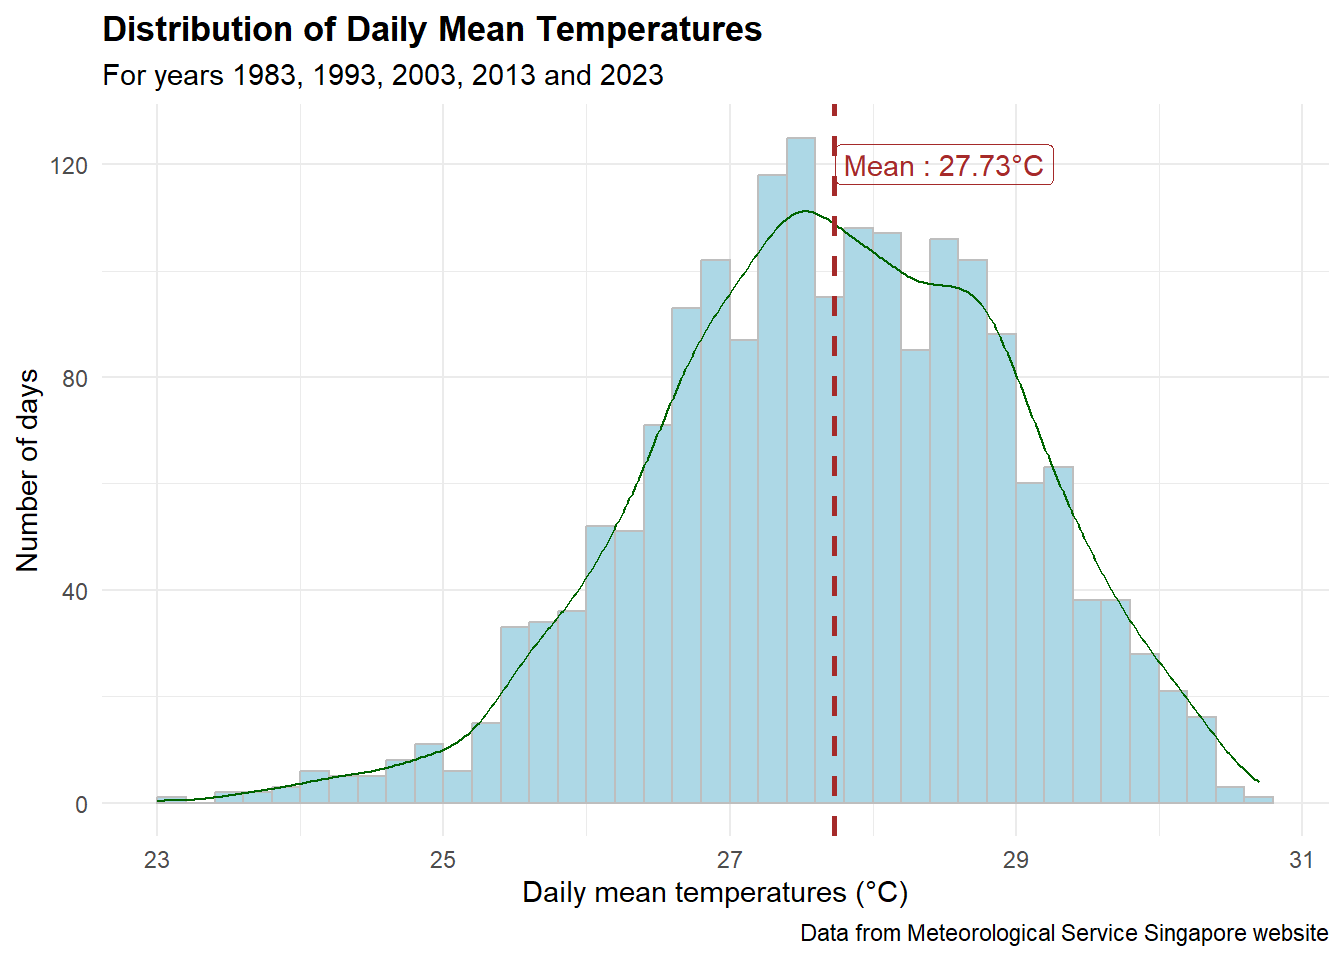 Distribution of Daily Mean Temperatures
For years 1983, 1993, 2003, 2013 and 2023
Mean : 27.73°C
120
80
40
0
Number of days
23 25 27 29 31
Daily mean temperatures (°C)
Data from Meteorological Service Singapore website